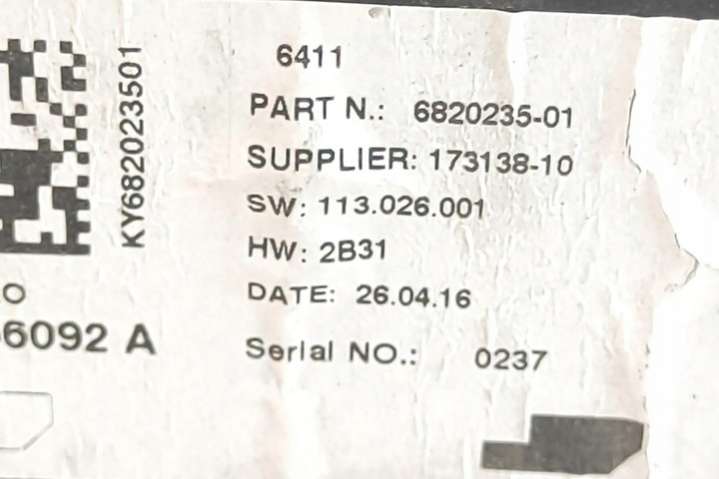 6411
PART N.: 6820235-01
SUPPLIER: 173138-10
SW: 113.026.001
HW: 2B31
DATE: 26.04.16
Serial NO.: 0237
KY682023501
O
6092 A